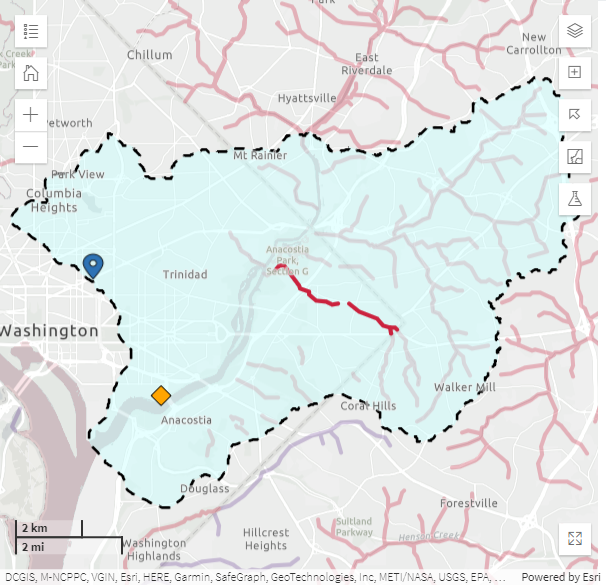 Park
New
Carrollton
Chillum
East
Riverdale
Hyattsville
etworth
Mt Rainier
Park View
Columbia
Heights
Anacostia
Park,
Section G
Trinidad
Washington
Walker Mill
Coral Hills
Anacostia
Douglass
Forestville
Suitland
Parkway
Henson Creek
Hillcrest
Heights
Washington
Highlands
2 km
2 mi
DCGIS, M-NCPPC, VGIN, Esri, HERE, Garmin, SafeGraph, GeoTechnologies, Inc, METI/NASA, USGS, EPA, ...
Powered by Esri